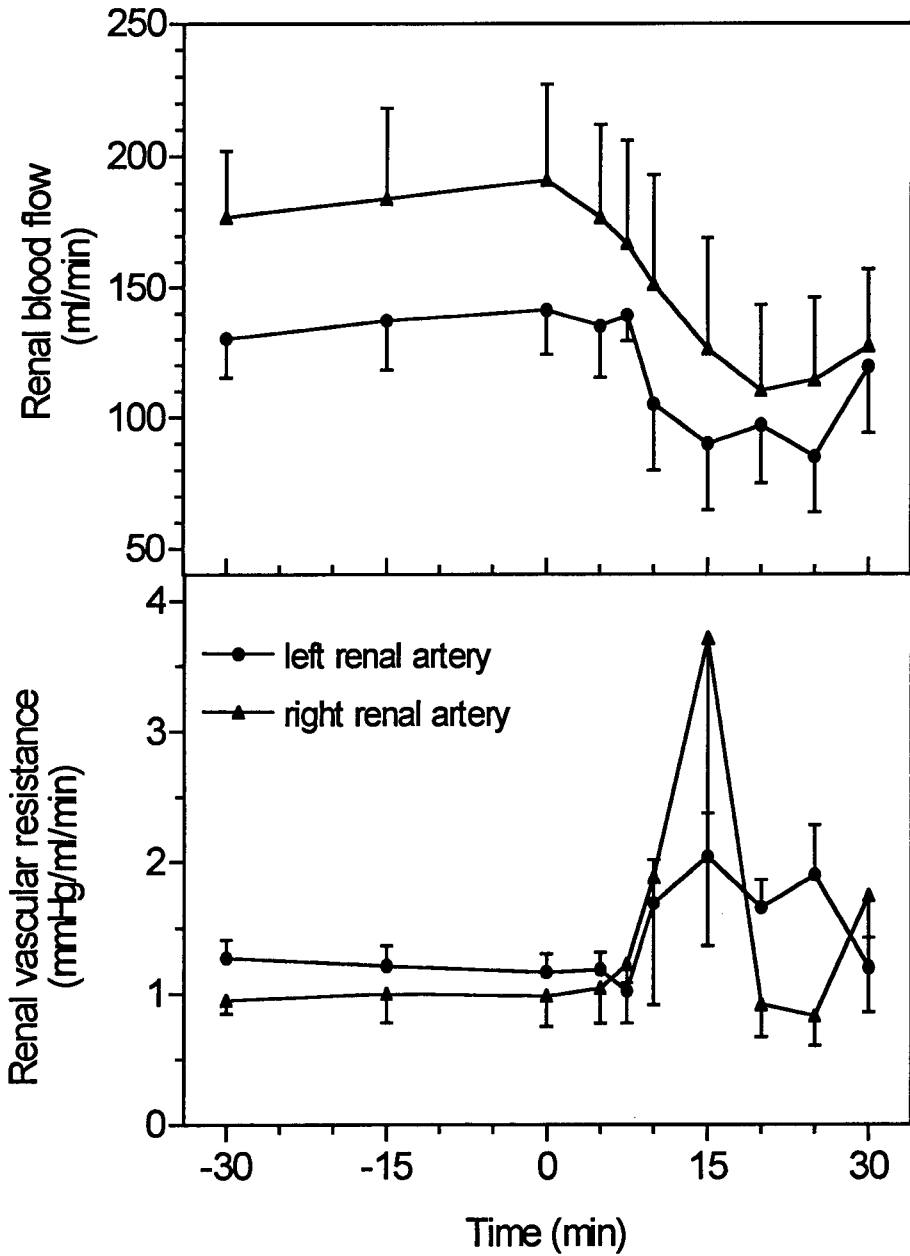 Renal blood flow
(ml/min)
250
200
150
100
50
Renal vascular resistance
(mmHg/ml/min)
4
3
2
1
0
left renal artery
right renal artery
-30
-15
0
15
30
Time (min)